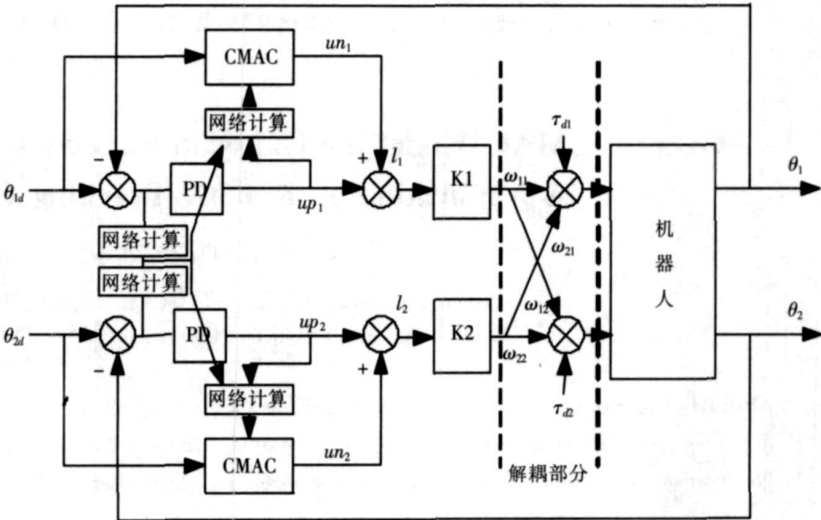 CMAC
un₁
网络计算
τd1
−
+
l₁
θ1d
PD
up₁
K1
ω11
θ₁
网络计算
网络计算
ω21
机器人
l₂
ω12
θ2d
PD
up₂
K2
ω22
θ₂
−
+
网络计算
τd2
CMAC
un₂
解耦部分